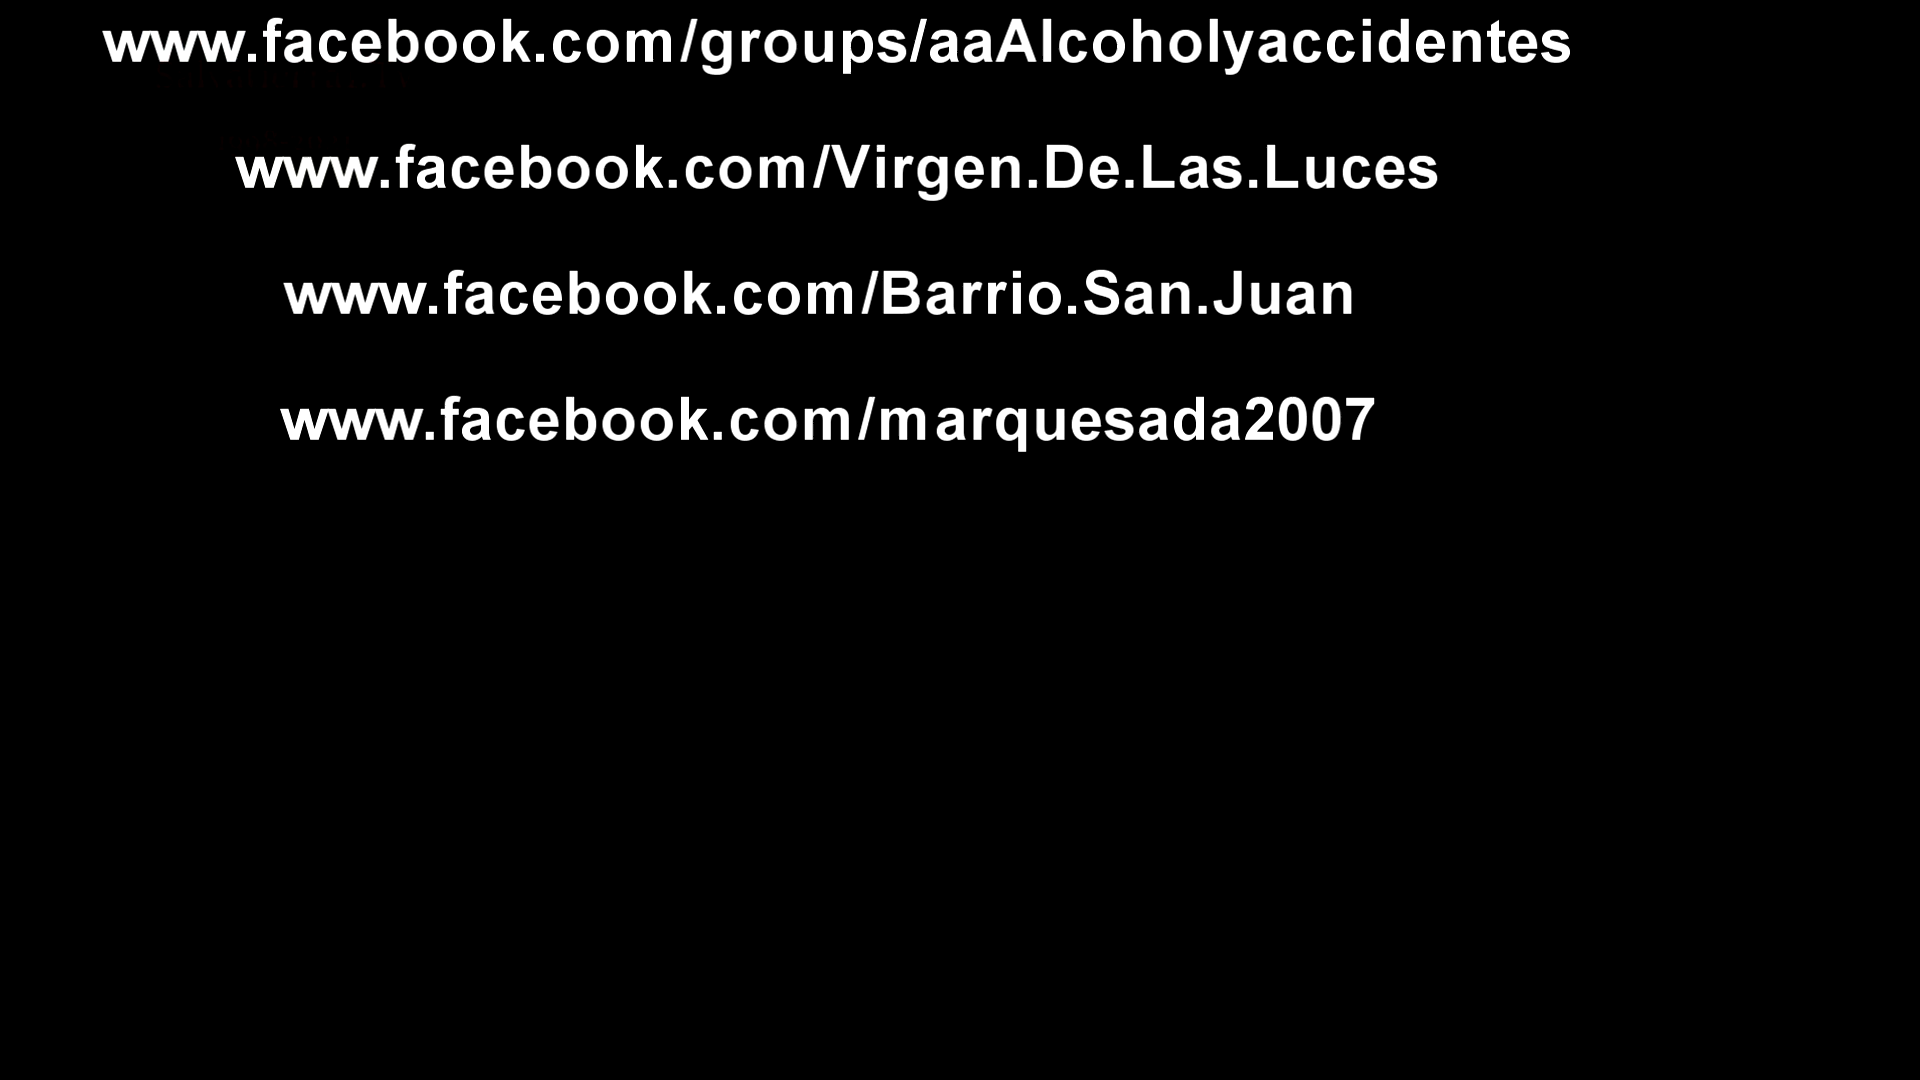 www.facebook.com/groups/aaAlcoholyaccidentes
www.facebook.com/Virgen.De.Las.Luces
www.facebook.com/Barrio.San.Juan
www.facebook.com/marquesada2007